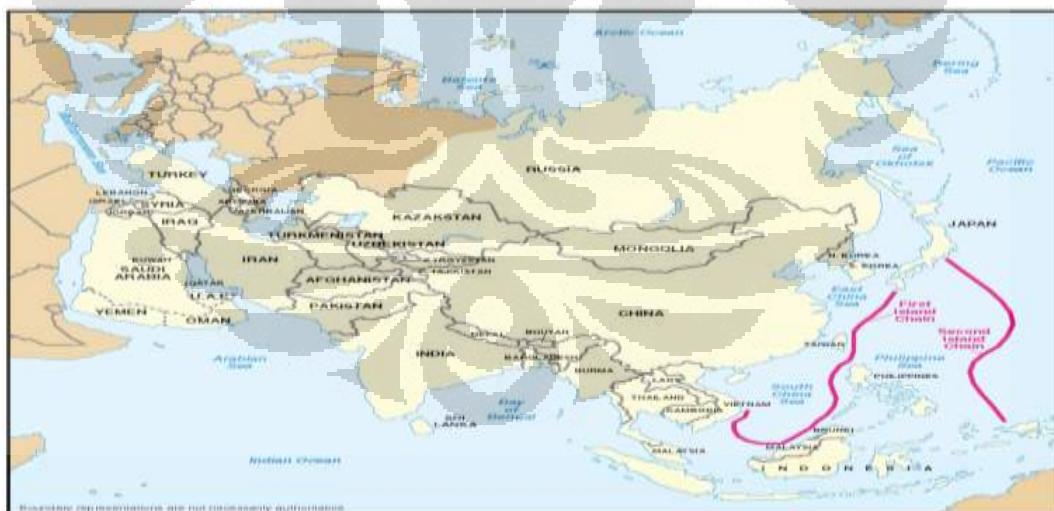 Arctic Ocean
Bering
Sea
Barents
Sea
Sea
of
Okhotsk
Pacific
Ocean
RUSSIA
TURKEY
LEBANON
SYRIA
ISRAEL
IRAQ
KAZAKSTAN
JAPAN
TURKMENISTAN
UZBEKISTAN
MONGOLIA
N. KOREA
S. KOREA
IRAN
KUWAIT
SAUDI
ARABIA
QATAR
U.A.E.
AFGHANISTAN
PAKISTAN
CHINA
East
China
Sea
First
Island
Chain
Second
Island
Chain
YEMEN
OMAN
NEPAL
INDIA
BURMA
TAIWAN
Philippine
Sea
PHILIPPINES
Arabian
Sea
LAOS
THAILAND
VIETNAM
CAMBODIA
South
China
Sea
Bay
of
Bengal
SRI
LANKA
BRUNEI
MALAYSIA
MALAYSIA
INDONESIA
Indian Ocean
Boundary representations are not necessarily authoritative